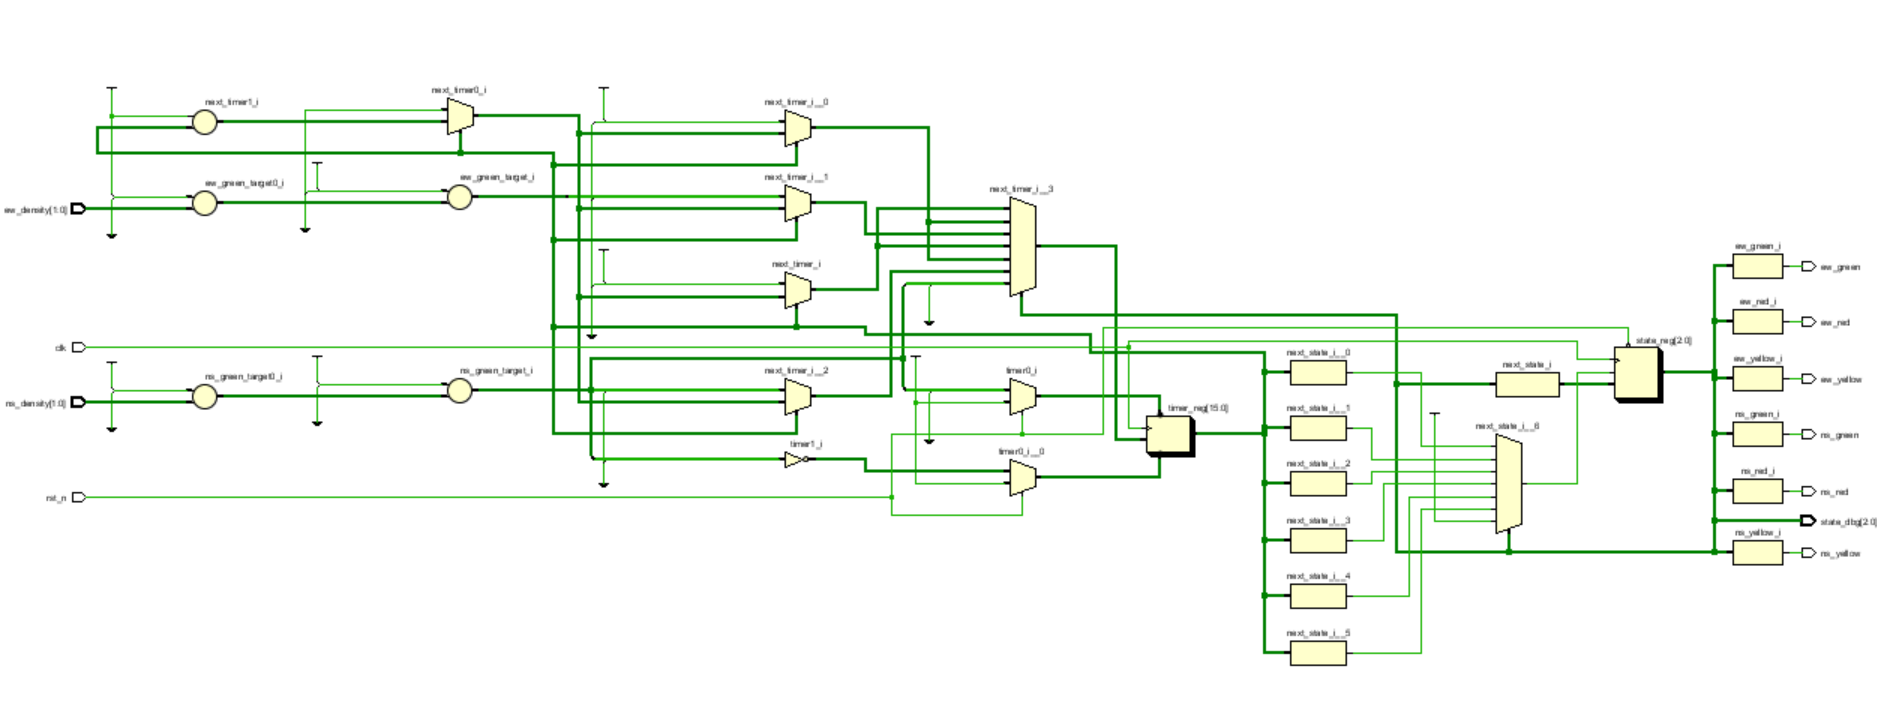 next_timer0_i
next_timer1_i
next_timer_i__0
ew_green_target_i
next_timer_i__1
ew_green_target0_i
next_timer_i__3
ew_density[1:0]
ew_green_i
next_timer_i
ew_green
ew_red_i
ew_red
clk
state_reg[2:0]
next_state_i__0
ew_yellow_i
next_state_i
ns_green_target0_i
ns_green_target_i
next_timer_i__2
timer0_i
ew_yellow
ns_density[1:0]
timer_reg[15:0]
next_state_i__1
ns_green_i
next_state_i__6
ns_green
timer1_i
timer0_i__0
next_state_i__2
ns_red_i
rst_n
ns_red
next_state_i__3
state_dbg[2:0]
ns_yellow_i
ns_yellow
next_state_i__4
next_state_i__5